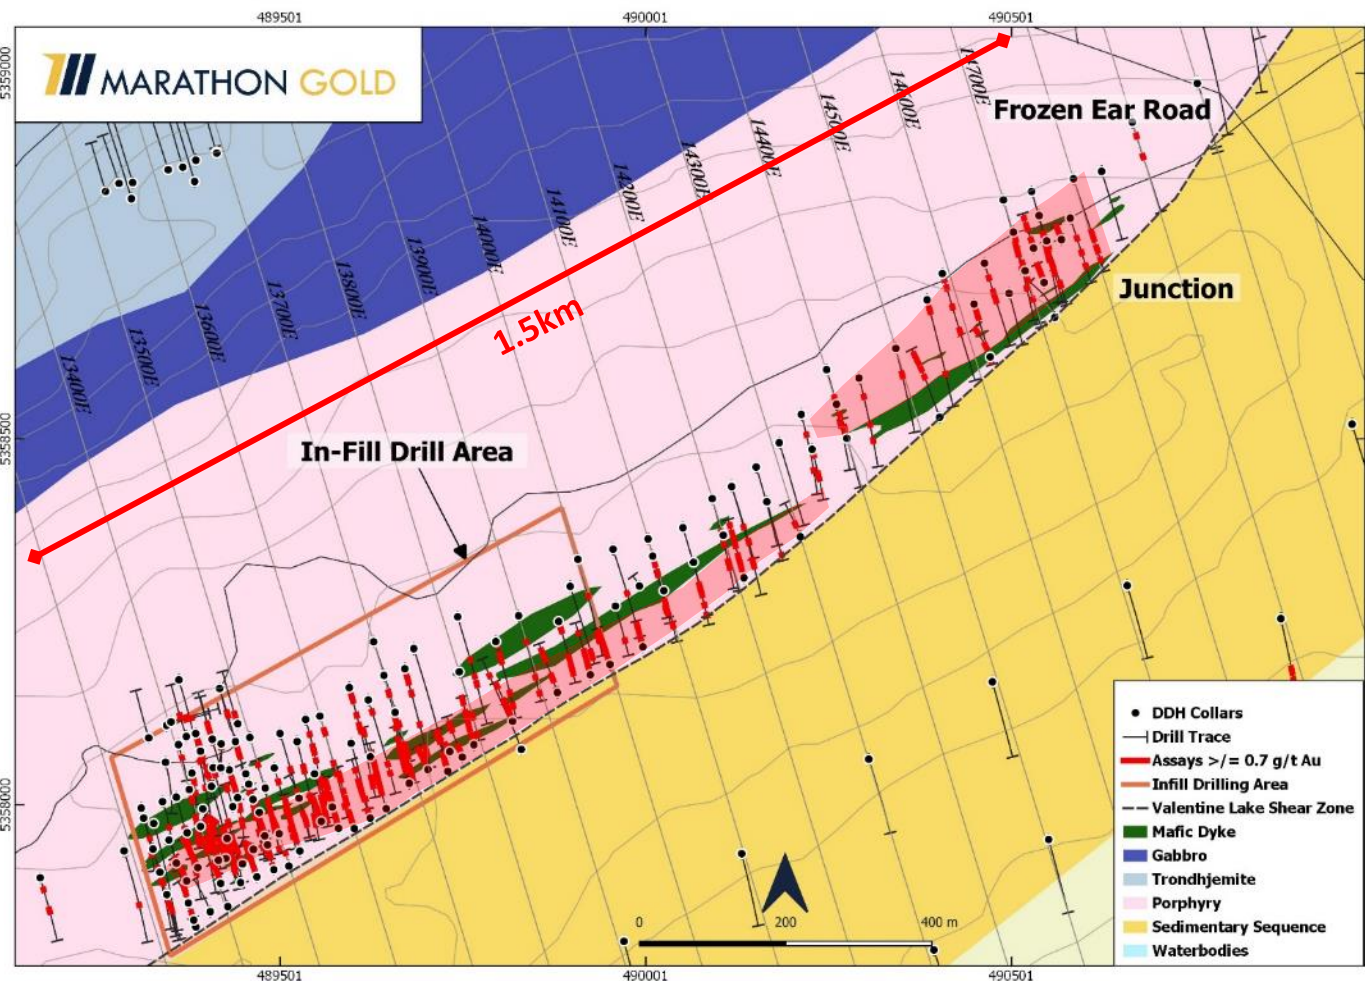 489501
490001
490501
5359000
MARATHON GOLD
Frozen Ear Road
14700E
14600E
14500E
14400E
14300E
14200E
14100E
14000E
13900E
13800E
13700E
13600E
13500E
13400E
Junction
1.5km
5358500
In-Fill Drill Area
5358000
DDH Collars
Drill Trace
Assays >/= 0.7 g/t Au
Infill Drilling Area
Valentine Lake Shear Zone
Mafic Dyke
Gabbro
Trondhjemite
Porphyry
Sedimentary Sequence
Waterbodies
0
200
400 m
489501
490001
490501